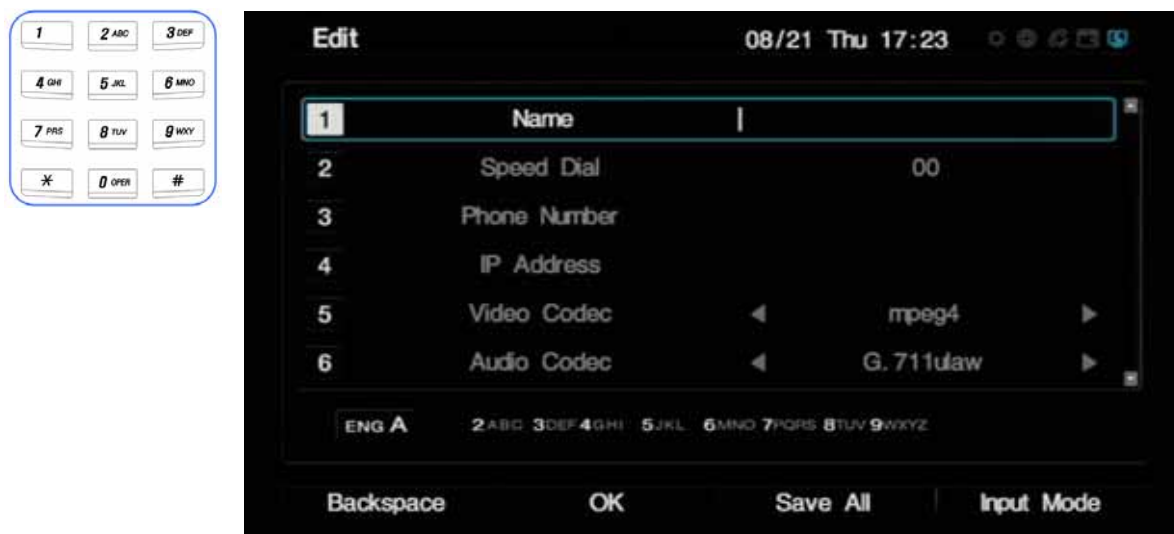 1 2 ABC 3 DEF
4 GHI 5 JKL 6 MNO
7 PRS 8 TUV 9 WXY
* 0 OPER #
Edit 08/21 Thu 17:23
1 Name
2 Speed Dial 00
3 Phone Number
4 IP Address
5 Video Codec ◀ mpeg4 ▶
6 Audio Codec ◀ G.711ulaw ▶
ENG A 2ABC 3DEF 4GHI 5JKL 6MNO 7PQRS 8TUV 9WXYZ
Backspace OK Save All Input Mode